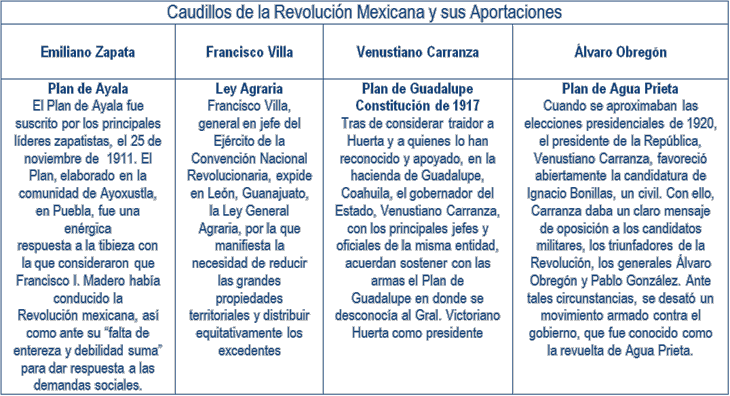 Caudillos de la Revolución Mexicana y sus Aportaciones
Emiliano Zapata
Francisco Villa
Venustiano Carranza
Álvaro Obregón
Plan de Ayala
El Plan de Ayala fue
suscrito por los principales
líderes zapatistas, el 25 de
noviembre de 1911. El
Plan, elaborado en la
comunidad de Ayoxustla,
en Puebla, fue una
enérgica
respuesta a la tibieza con
la que consideraron que
Francisco I. Madero había
conducido la
Revolución mexicana, así
como ante su “falta de
entereza y debilidad suma”
para dar respuesta a las
demandas sociales.
Ley Agraria
Francisco Villa,
general en jefe del
Ejército de la
Convención Nacional
Revolucionaria, expide
en León, Guanajuato,
la Ley General
Agraria, por la que
manifiesta la
necesidad de reducir
las grandes
propiedades
territoriales y distribuir
equitativamente los
excedentes
Plan de Guadalupe
Constitución de 1917
Tras de considerar traidor a
Huerta y a quienes lo han
reconocido y apoyado, en la
hacienda de Guadalupe,
Coahuila, el gobernador del
Estado, Venustiano Carranza,
con los principales jefes y
oficiales de la misma entidad,
acuerdan sostener con las
armas el Plan de
Guadalupe en donde se
desconocía al Gral. Victoriano
Huerta como presidente
Plan de Agua Prieta
Cuando se aproximaban las
elecciones presidenciales de 1920,
el presidente de la República,
Venustiano Carranza, favoreció
abiertamente la candidatura de
Ignacio Bonillas, un civil. Con ello,
Carranza daba un claro mensaje
de oposición a los candidatos
militares, los triunfadores de la
Revolución, los generales Álvaro
Obregón y Pablo González. Ante
tales circunstancias, se desató un
movimiento armado contra el
gobierno, que fue conocido como
la revuelta de Agua Prieta.